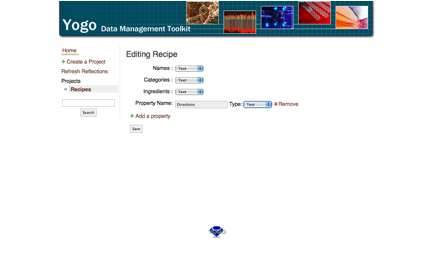 Yogo Data Management Toolkit
Home
Create a Project
Refresh Reflections
Projects
Recipes
Search
Editing Recipe
Names : Text
Categories : Text
Ingredients : Text
Property Name: Directions Type: Text Remove
Add a property
Save